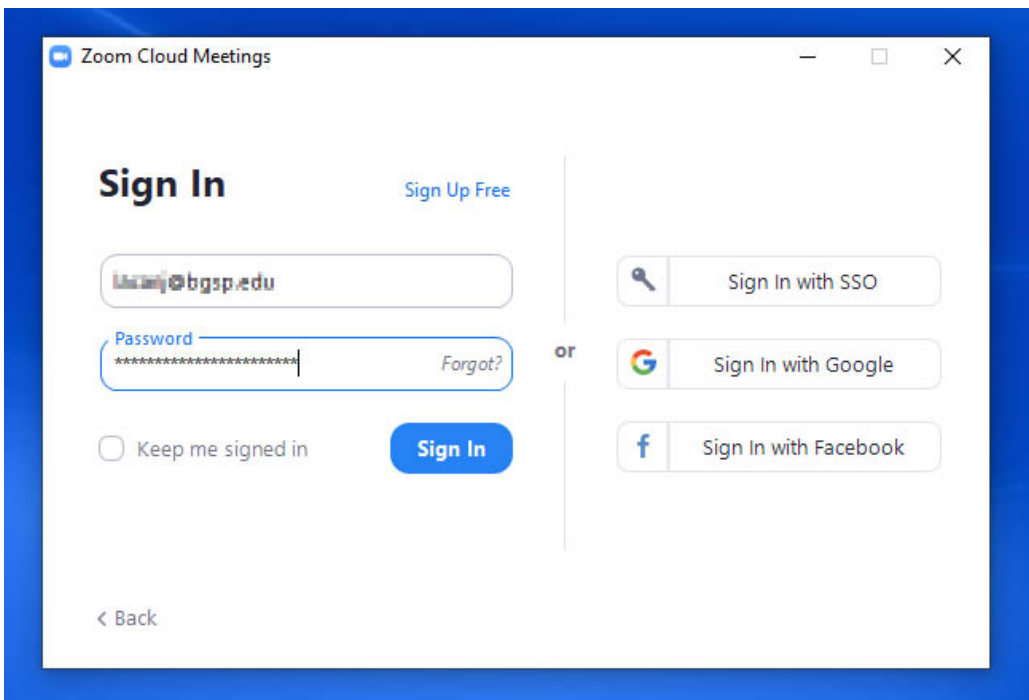 Zoom Cloud Meetings
Sign In
Sign Up Free
@bgsp.edu
Password
***********************
Forgot?
Keep me signed in
Sign In
or
Sign In with SSO
Sign In with Google
Sign In with Facebook
< Back